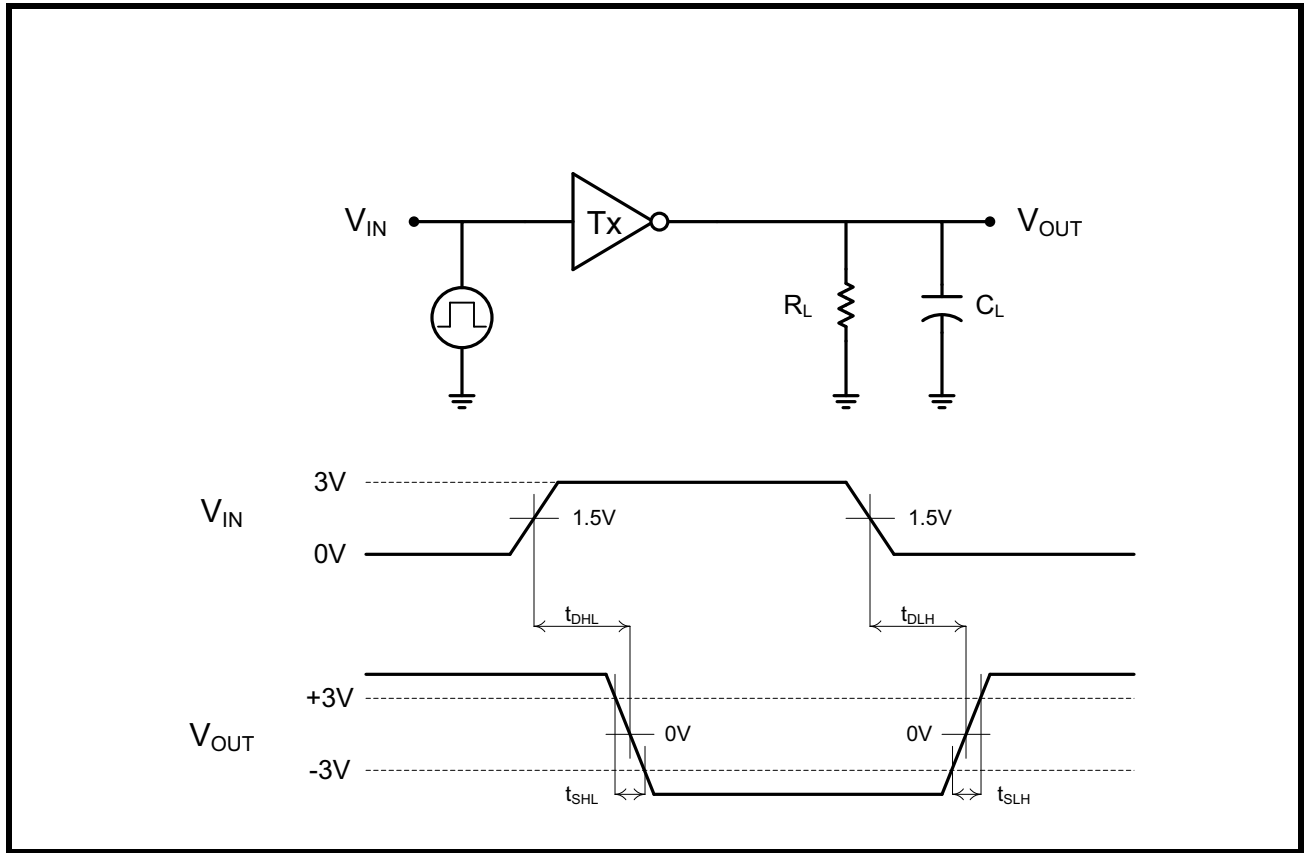 V_IN
Tx
V_OUT
R_L
C_L
3V
V_IN
1.5V
1.5V
0V
t_DHL
t_DLH
+3V
V_OUT
0V
0V
-3V
t_SHL
t_SLH